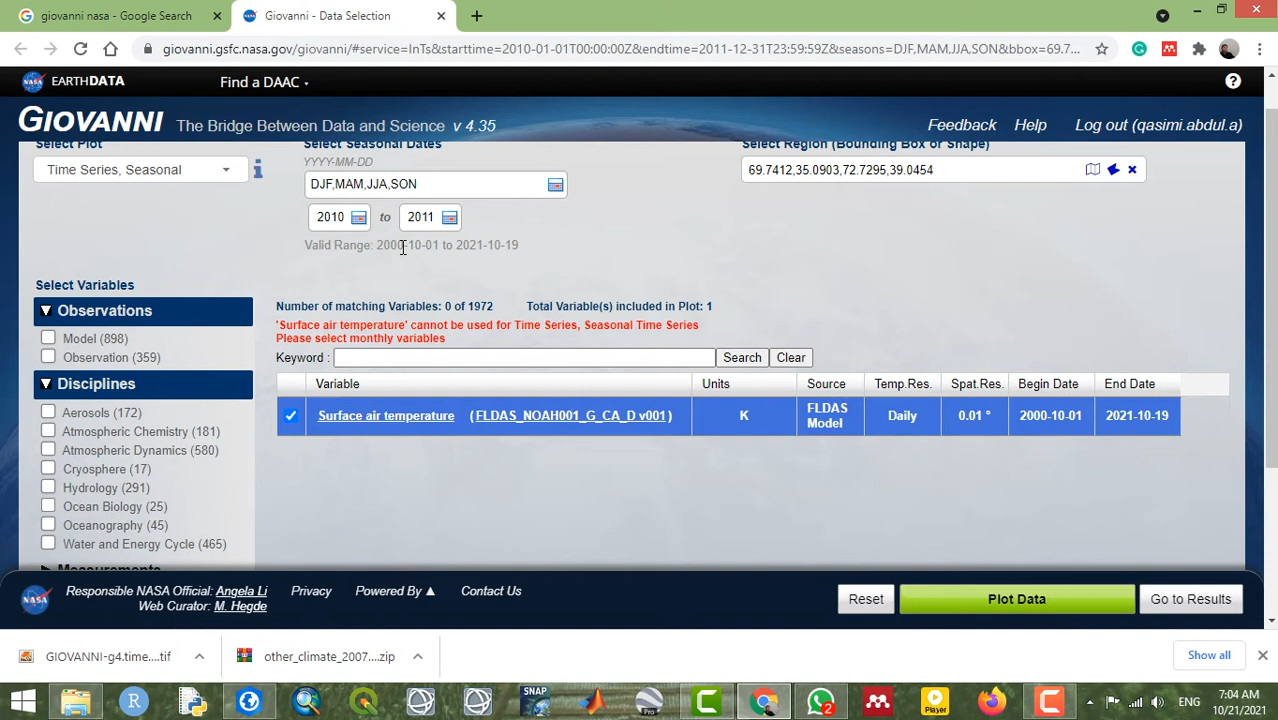 giovanni nasa - Google Search
Giovanni - Data Selection
giovanni.gsfc.nasa.gov/giovanni/#service=InTs&starttime=2010-01-01T00:00:00Z&endtime=2011-12-31T23:59:59Z&seasons=DJF,MAM,JJA,SON&bbox=69.7...
NASA EARTHDATA Find a DAAC
GIOVANNI The Bridge Between Data and Science v 4.35 Feedback Help Log out (qasimi.abdul.a)
Select Plot Select Seasonal Dates Select Region (Bounding Box or Shape)
YYYY-MM-DD
Time Series, Seasonal i DJF,MAM,JJA,SON 69.7412,35.0903,72.7295,39.0454
2010 to 2011
Valid Range: 2000-10-01 to 2021-10-19
Select Variables
Observations
Model (898)
Observation (359)
Disciplines
Aerosols (172)
Atmospheric Chemistry (181)
Atmospheric Dynamics (580)
Cryosphere (17)
Hydrology (291)
Ocean Biology (25)
Oceanography (45)
Water and Energy Cycle (465)
Measurements
Number of matching Variables: 0 of 1972 Total Variable(s) included in Plot: 1
'Surface air temperature' cannot be used for Time Series, Seasonal Time Series
Please select monthly variables
Keyword : Search Clear
Variable Units Source Temp.Res. Spat.Res. Begin Date End Date
Surface air temperature (FLDAS_NOAH001_G_CA_D v001) K FLDAS Model Daily 0.01 ° 2000-10-01 2021-10-19
Responsible NASA Official: Angela Li Privacy Powered By Contact Us
Web Curator: M. Hegde
Reset Plot Data Go to Results
GIOVANNI-g4.time....tif other_climate_2007....zip Show all
R SNAP Pro C 2 Player C ENG 7:04 AM
10/21/2021